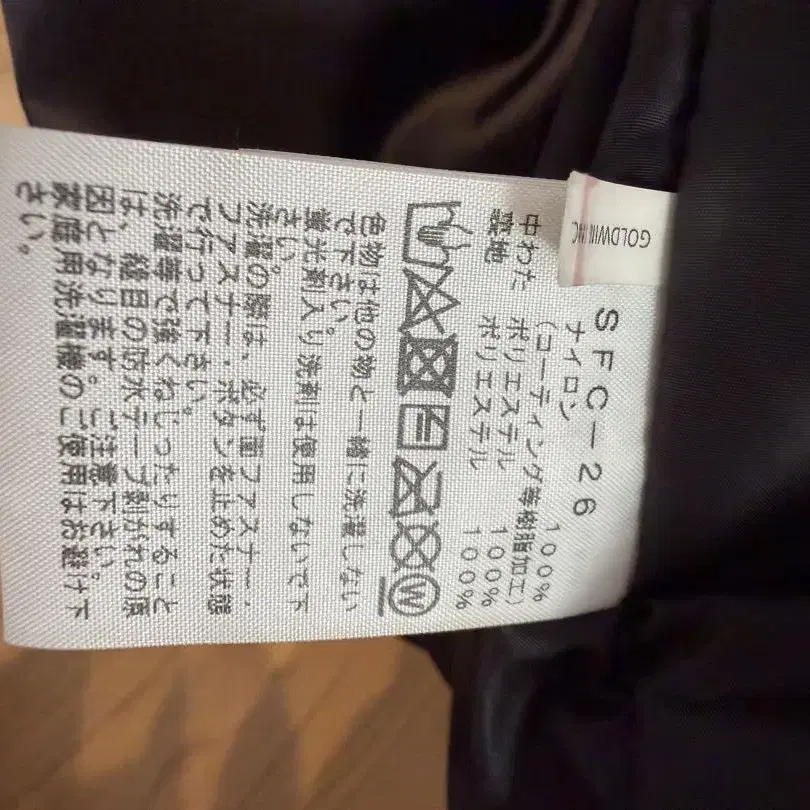 GOLDWIN INC
SFC-26
ナイロン 100%
(コーティング等樹脂加工)
中わた ポリエステル 100%
裏地 ポリエステル 100%
W
色物は他の物と一緒に洗濯しない
で下さい。
蛍光剤入り洗剤は使用しないで下
さい。
洗濯の際は、必ず面ファスナー・
ファスナー・ボタンを止めた状態
で行って下さい。
洗濯等で強くねじったりすること
は、縫目の防水テープ剥がれの原
因となります。ご注意下さい。
家庭用洗濯機のご使用はお避け下
さい。